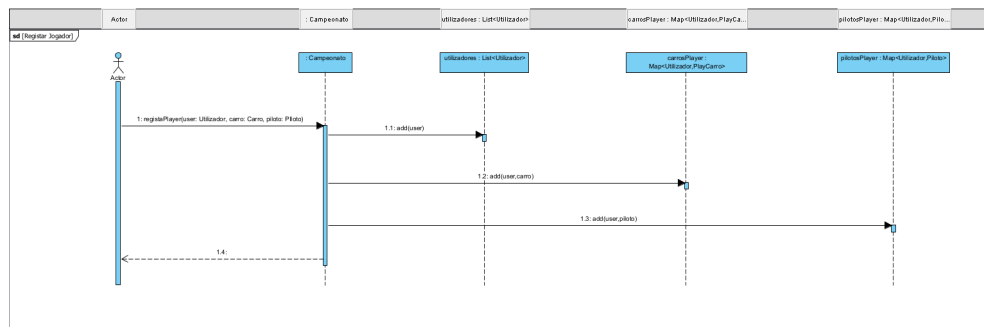 Actor
: Campeonato
utilizadores : List<Utilizador>
carrosPlayer : Map<Utilizador,PlayCa...
pilotosPlayer : Map<Utilizador,Pilo...
sd [Registar Jogador]
: Campeonato
utilizadores : List<Utilizador>
carrosPlayer :
Map<Utilizador,PlayCarro>
pilotosPlayer : Map<Utilizador,Piloto>
Actor
1: registaPlayer(user: Utilizador, carro: Carro, piloto: Piloto)
1.1: add(user)
1.2: add(user,carro)
1.3: add(user,piloto)
1.4: